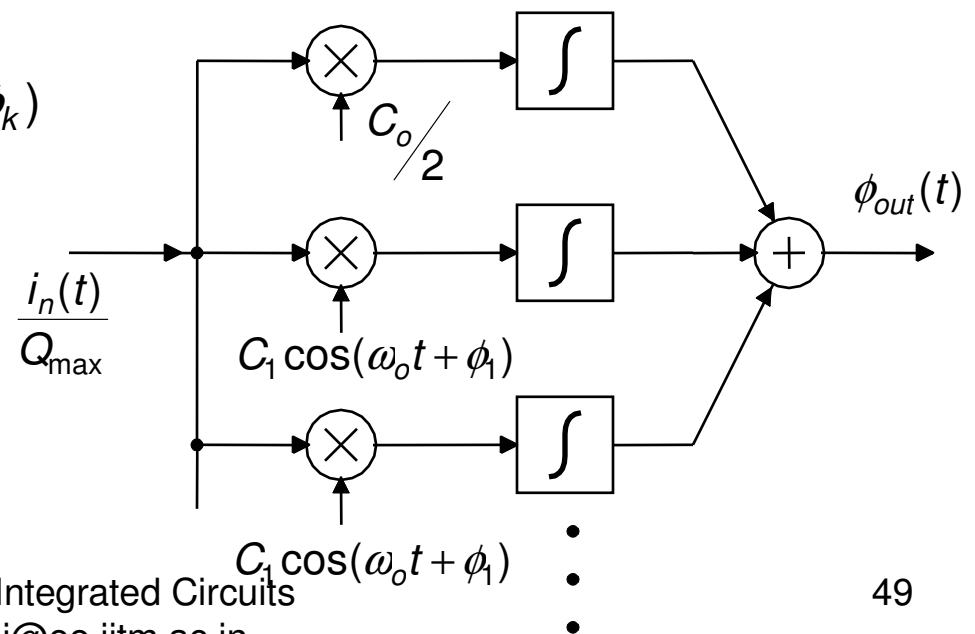 k)
C_o/2
ϕ_out(t)
i_n(t)
Q_max
C_1 cos(ω_o t + ϕ_1)
C_1 cos(ω_o t + ϕ_1)
Integrated Circuits
49